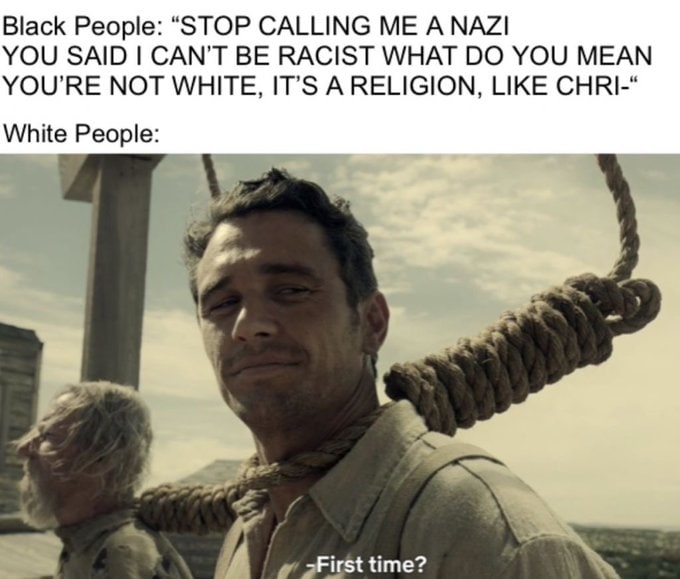 Black People: “STOP CALLING ME A NAZI
YOU SAID I CAN’T BE RACIST WHAT DO YOU MEAN
YOU’RE NOT WHITE, IT’S A RELIGION, LIKE CHRI-“
White People:
-First time?